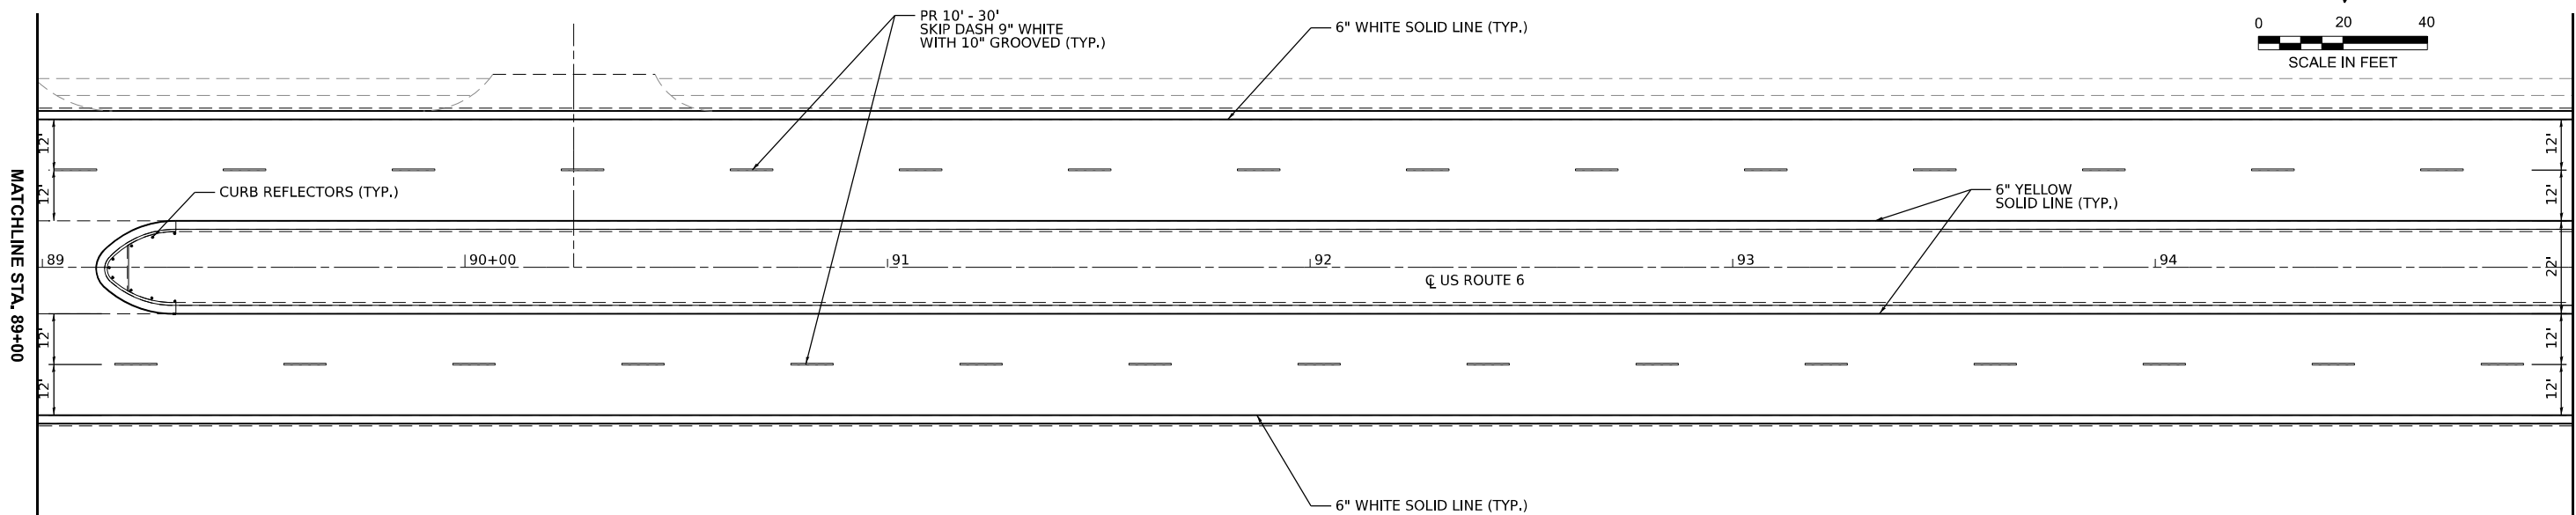 PR 10' - 30'
SKIP DASH 9" WHITE
WITH 10" GROOVED (TYP.)
6" WHITE SOLID LINE (TYP.)
0 20 40
SCALE IN FEET
12'
12'
12'
12'
CURB REFLECTORS (TYP.)
6" YELLOW
SOLID LINE (TYP.)
MATCHLINE STA. 89+00
89 90+00 91 92 93 94
22'
℄ US ROUTE 6
12'
12'
12'
12'
6" WHITE SOLID LINE (TYP.)